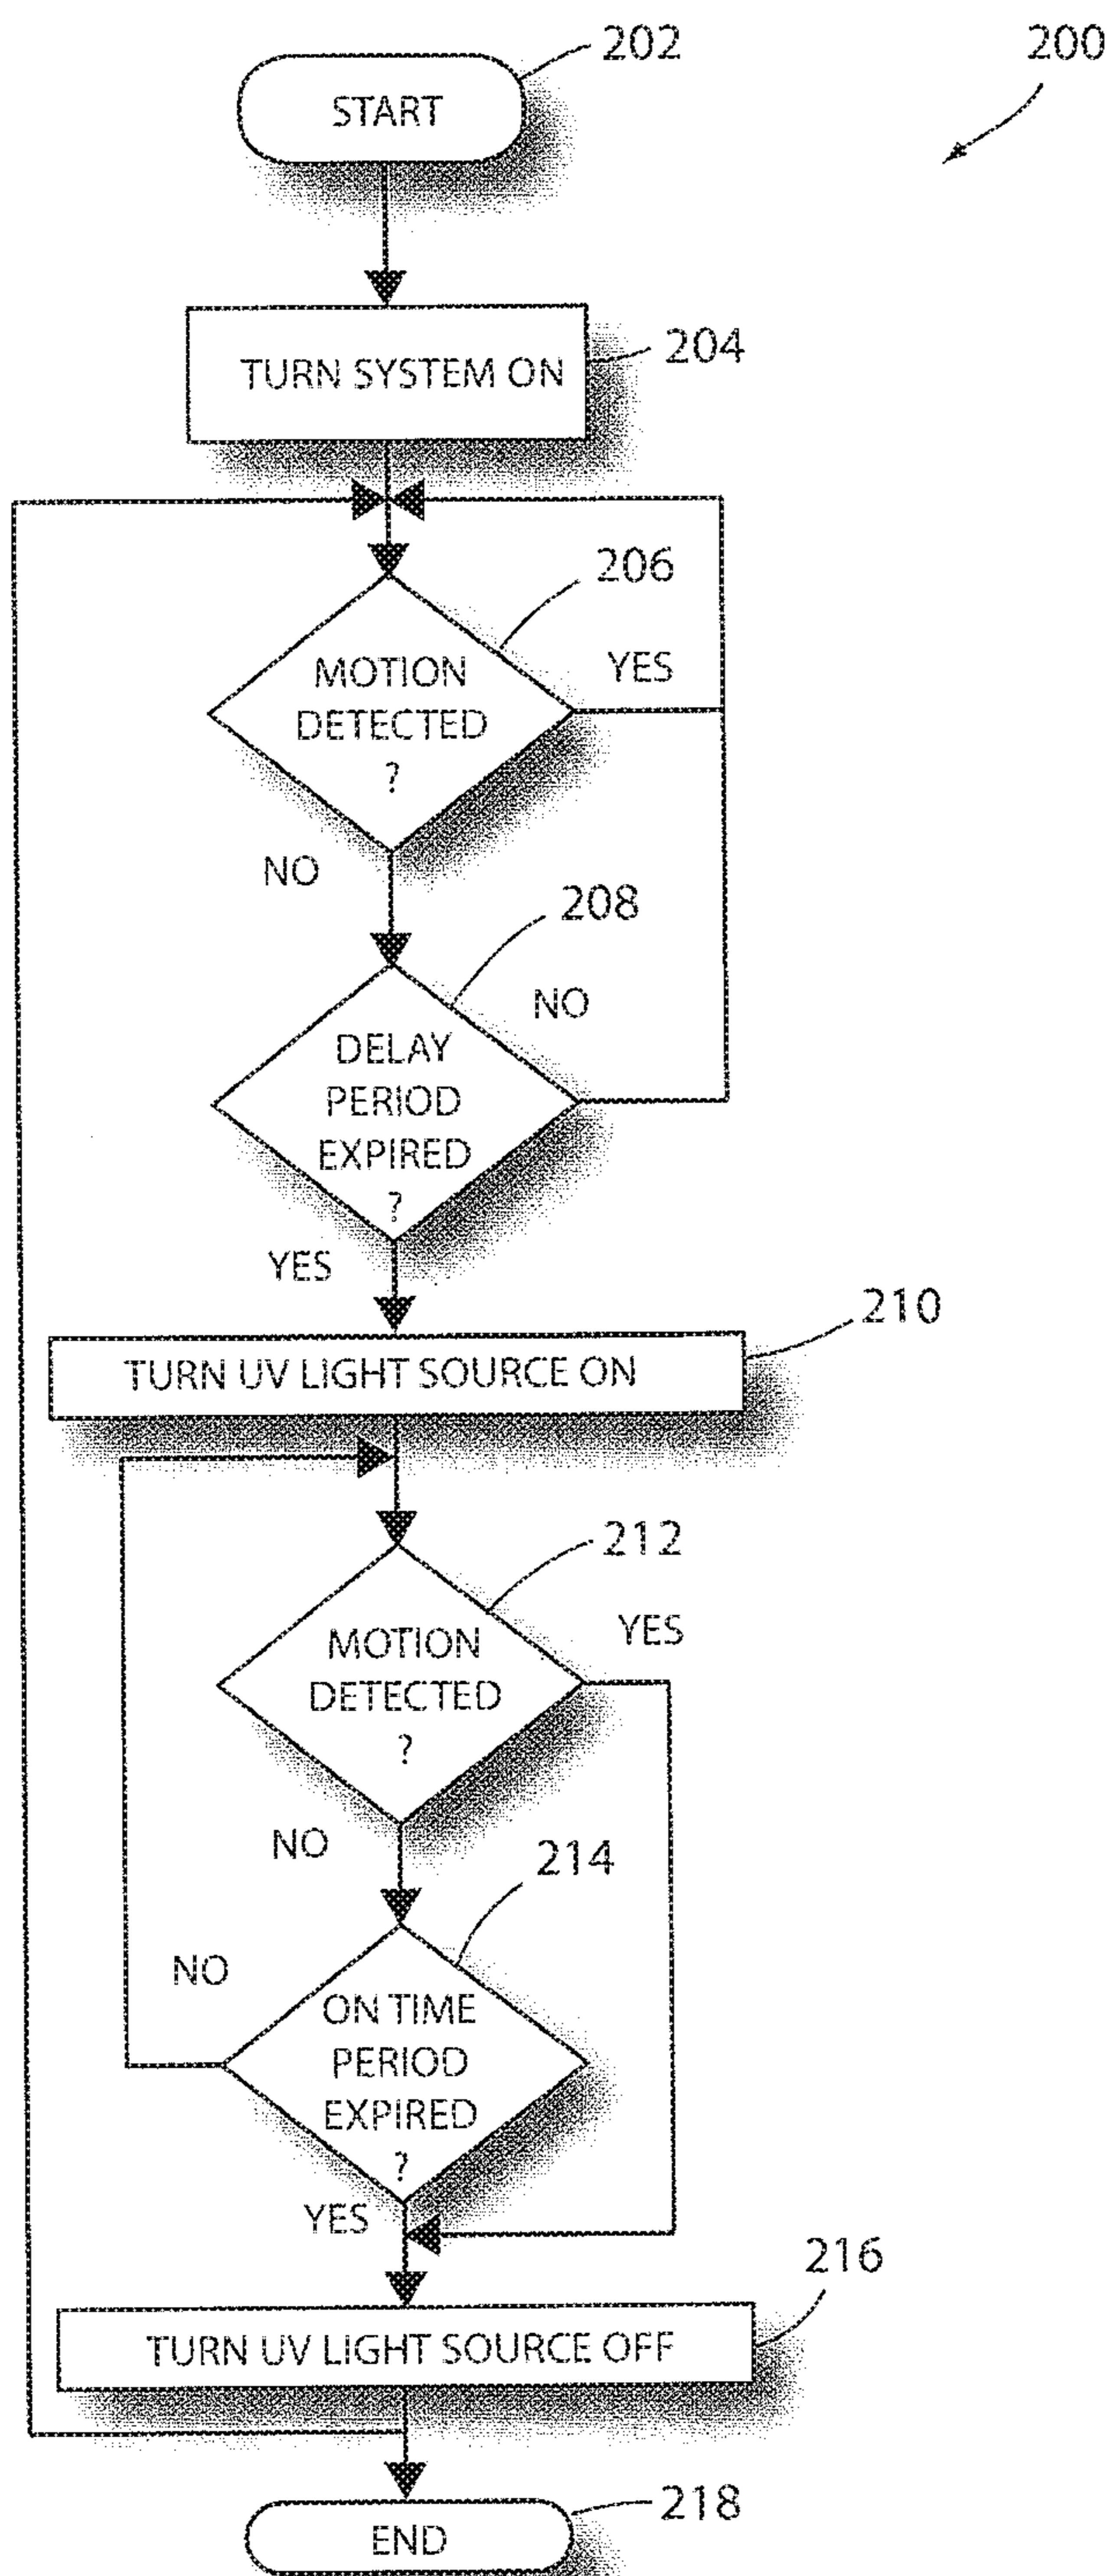 202
200
START
TURN SYSTEM ON
204
206
MOTION
DETECTED
?
YES
NO
208
DELAY
PERIOD
EXPIRED
?
NO
YES
210
TURN UV LIGHT SOURCE ON
212
MOTION
DETECTED
?
YES
NO
214
ON TIME
PERIOD
EXPIRED
?
NO
YES
216
TURN UV LIGHT SOURCE OFF
218
END